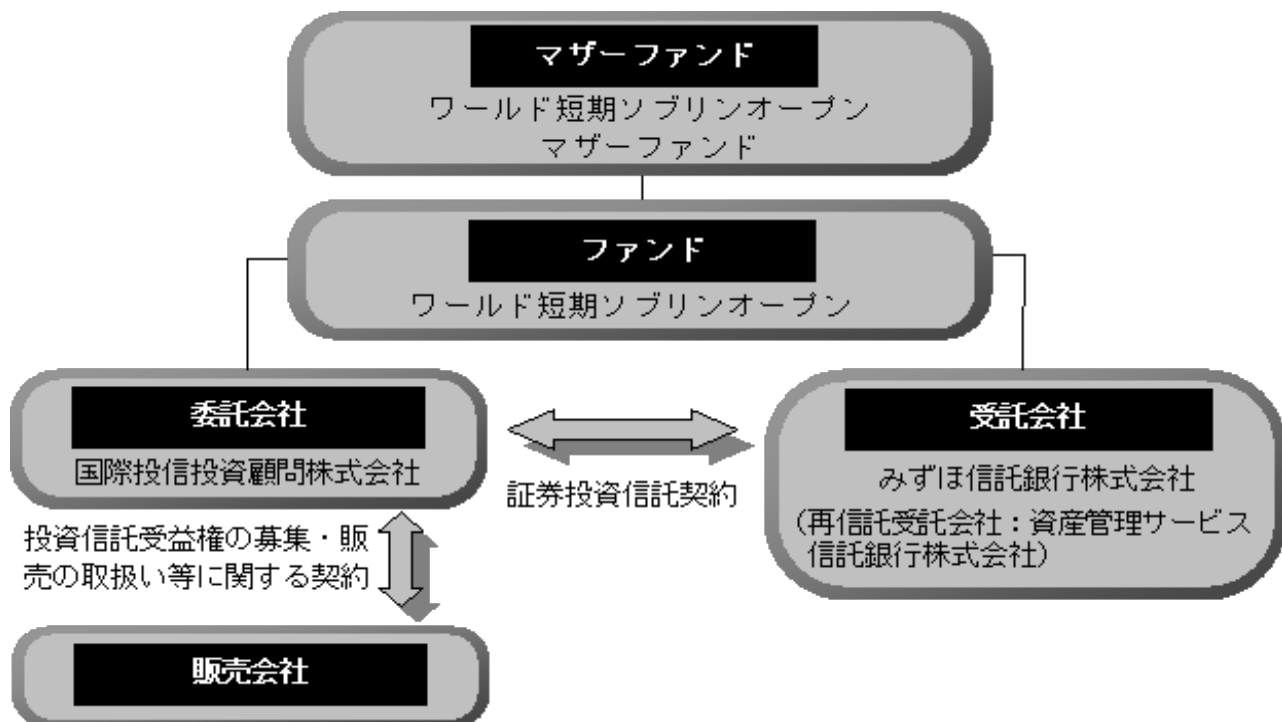 マザーファンド
ワールド短期ソブリンオープン
マザーファンド
ファンド
ワールド短期ソブリンオープン
委託会社
国際投信投資顧問株式会社
証券投資信託契約
受託会社
みずほ信託銀行株式会社
(再信託受託会社:資産管理サービス
信託銀行株式会社)
投資信託受益権の募集・販
売の取扱い等に関する契約
販売会社